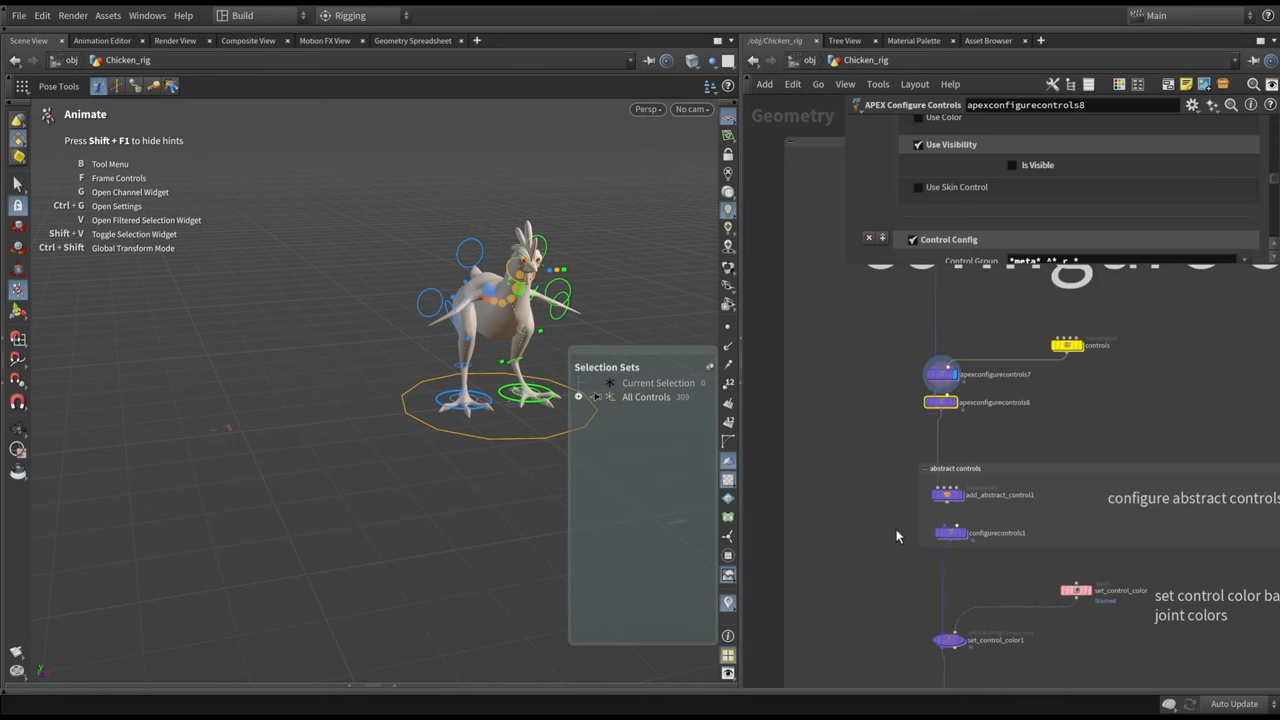 File Edit Render Assets Windows Help Build Rigging Main
Scene View Animation Editor Render View Composite View Motion FX View Geometry Spreadsheet
/obj/Chicken_rig Tree View Material Palette Asset Browser
obj Chicken_rig
obj Chicken_rig
Pose Tools
Add Edit Go View Tools Layout Help
Persp No cam
Animate
Press Shift + F1 to hide hints
B Tool Menu
F Frame Controls
G Open Channel Widget
Ctrl + G Open Settings
V Open Filtered Selection Widget
Shift + V Toggle Selection Widget
Ctrl + Shift Global Transform Mode
Selection Sets
Current Selection 0
All Controls 309
12
12
Geometry
APEX Configure Controls apexconfigurecontrols8
Use Color
Use Visibility
Is Visible
Use Skin Control
Control Config
Control Group *meta* ^*_r_*
controls
apexconfigurecontrols7
apexconfigurecontrols8
abstract controls
add_abstract_control1
configure abstract controls
configurecontrols1
set_control_color
set control color ba
joint colors
set_control_color1
Auto Update